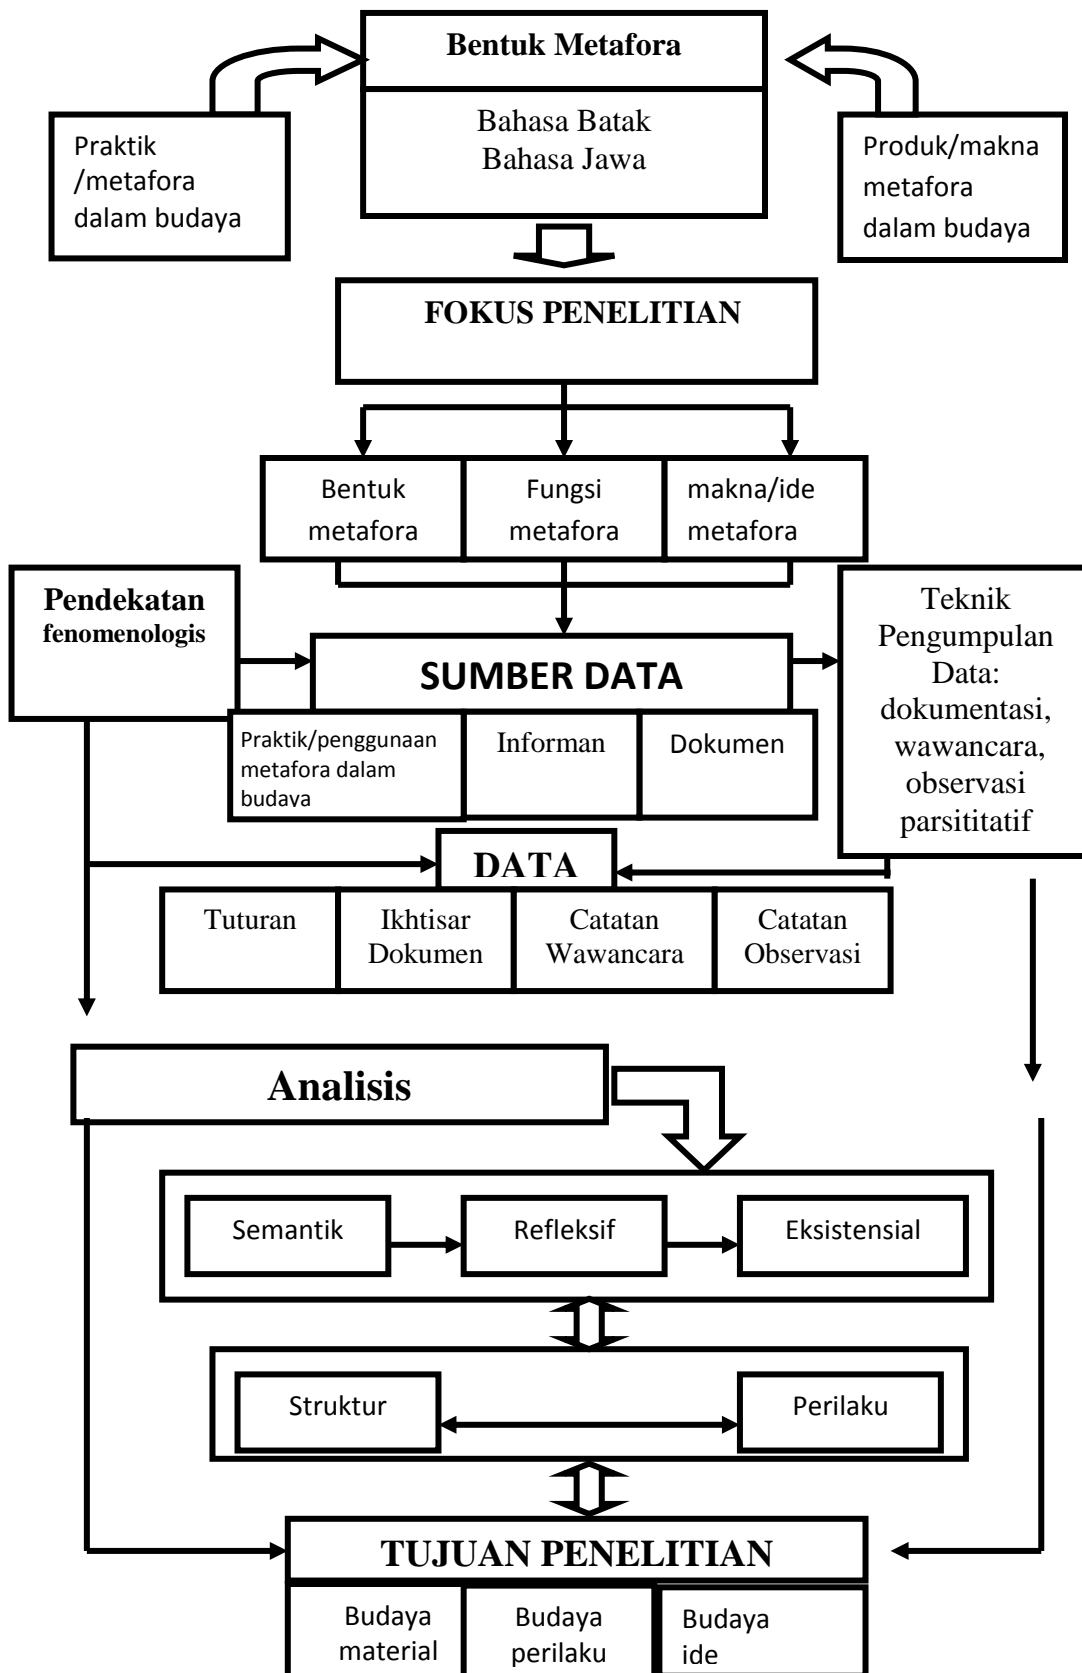 Bentuk Metafora
Bahasa Batak
Bahasa Jawa
Praktik
/metafora
dalam budaya
Produk/makna
metafora
dalam budaya
FOKUS PENELITIAN
Bentuk
metafora
Fungsi
metafora
makna/ide
metafora
Pendekatan
fenomenologis
SUMBER DATA
Praktik/penggunaan
metafora dalam
budaya
Informan
Dokumen
Teknik
Pengumpulan
Data:
dokumentasi,
wawancara,
observasi
parsititatif
DATA
Tuturan
Ikhtisar
Dokumen
Catatan
Wawancara
Catatan
Observasi
Analisis
Semantik
Refleksif
Eksistensial
Struktur
Perilaku
TUJUAN PENELITIAN
Budaya
material
Budaya
perilaku
Budaya
ide